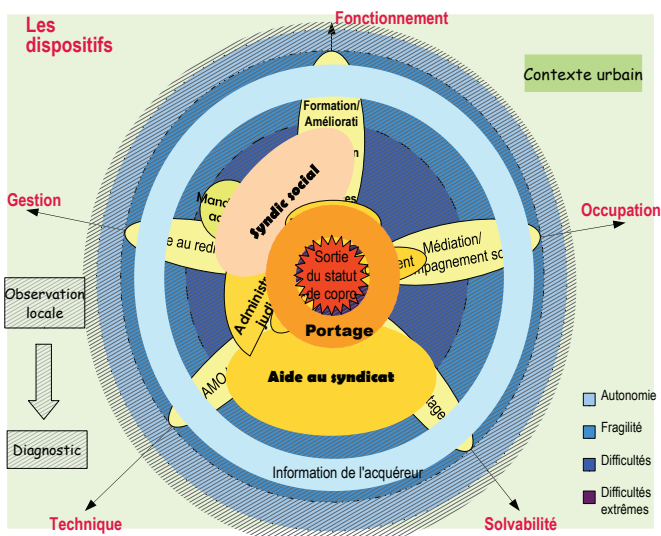 Les
dispositifs
Fonctionnement
Contexte urbain
Formation/
Améliorati
Syndic social
Gestion
Occupation
Médiation/
Sortie
du statut
de copro
Observation
locale
Portage
Aide au syndicat
AMO
Diagnostic
Information de l'acquéreur
Autonomie
Fragilité
Difficultés
Difficultés
extrêmes
Technique
Solvabilité